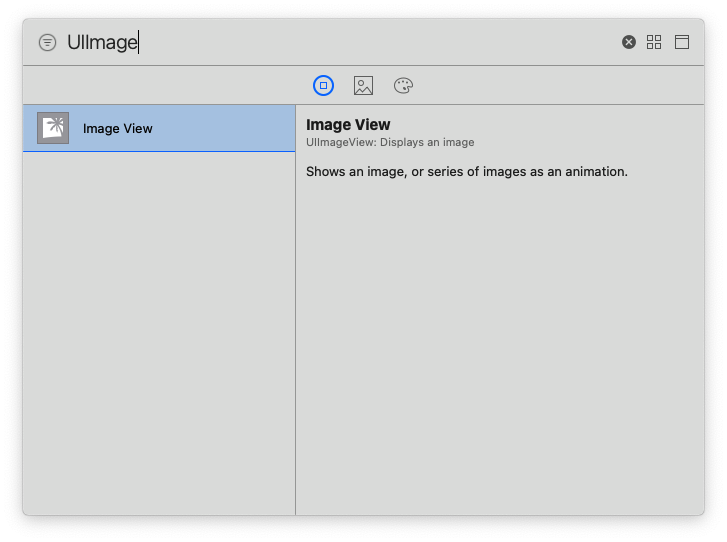 UIImage
Image View
Image View
UIImageView: Displays an image
Shows an image, or series of images as an animation.